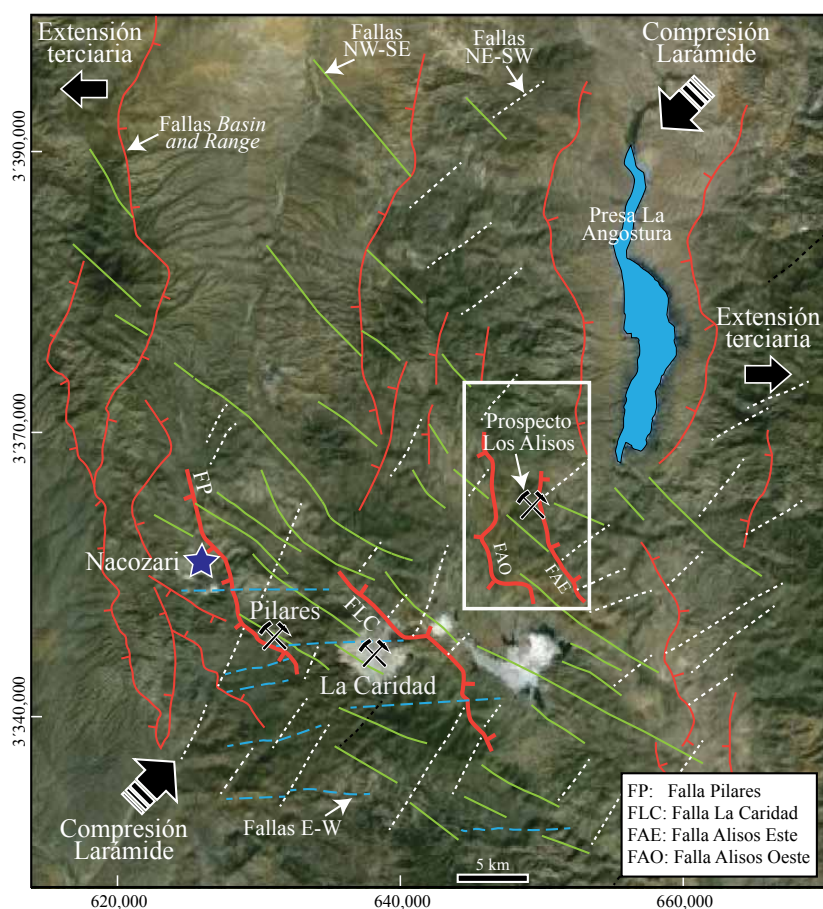 Extensión
terciaria
Fallas
NW-SE
Fallas
NE-SW
Compresión
Larámide
Fallas Basin
and Range
3'390,000
Presa La
Angostura
Extensión
terciaria
3'370,000
Prospecto
Los Alisos
FP
Nacozari
FAO
FAE
Pilares
FLC
La Caridad
3'340,000
Compresión
Larámide
Fallas E-W
5 km
FP: Falla Pilares
FLC: Falla La Caridad
FAE: Falla Alisos Este
FAO: Falla Alisos Oeste
620,000
640,000
660,000